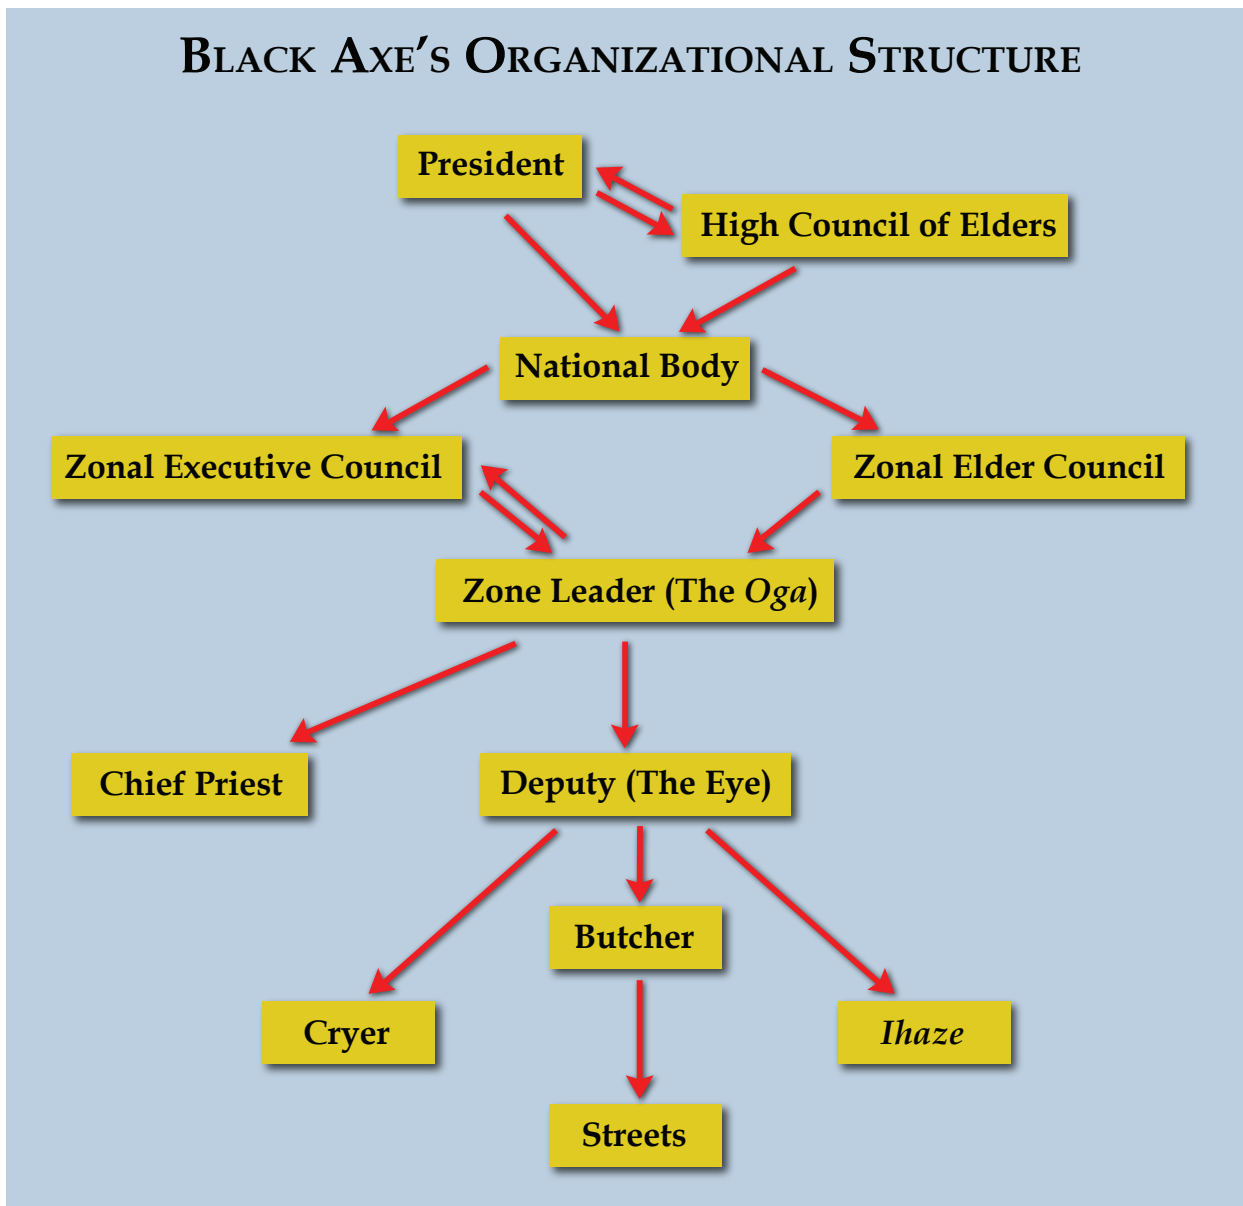 Black Axe’s Organizational Structure
President
High Council of Elders
National Body
Zonal Executive Council
Zonal Elder Council
Zone Leader (The Oga)
Chief Priest
Deputy (The Eye)
Butcher
Cryer
Ihaze
Streets